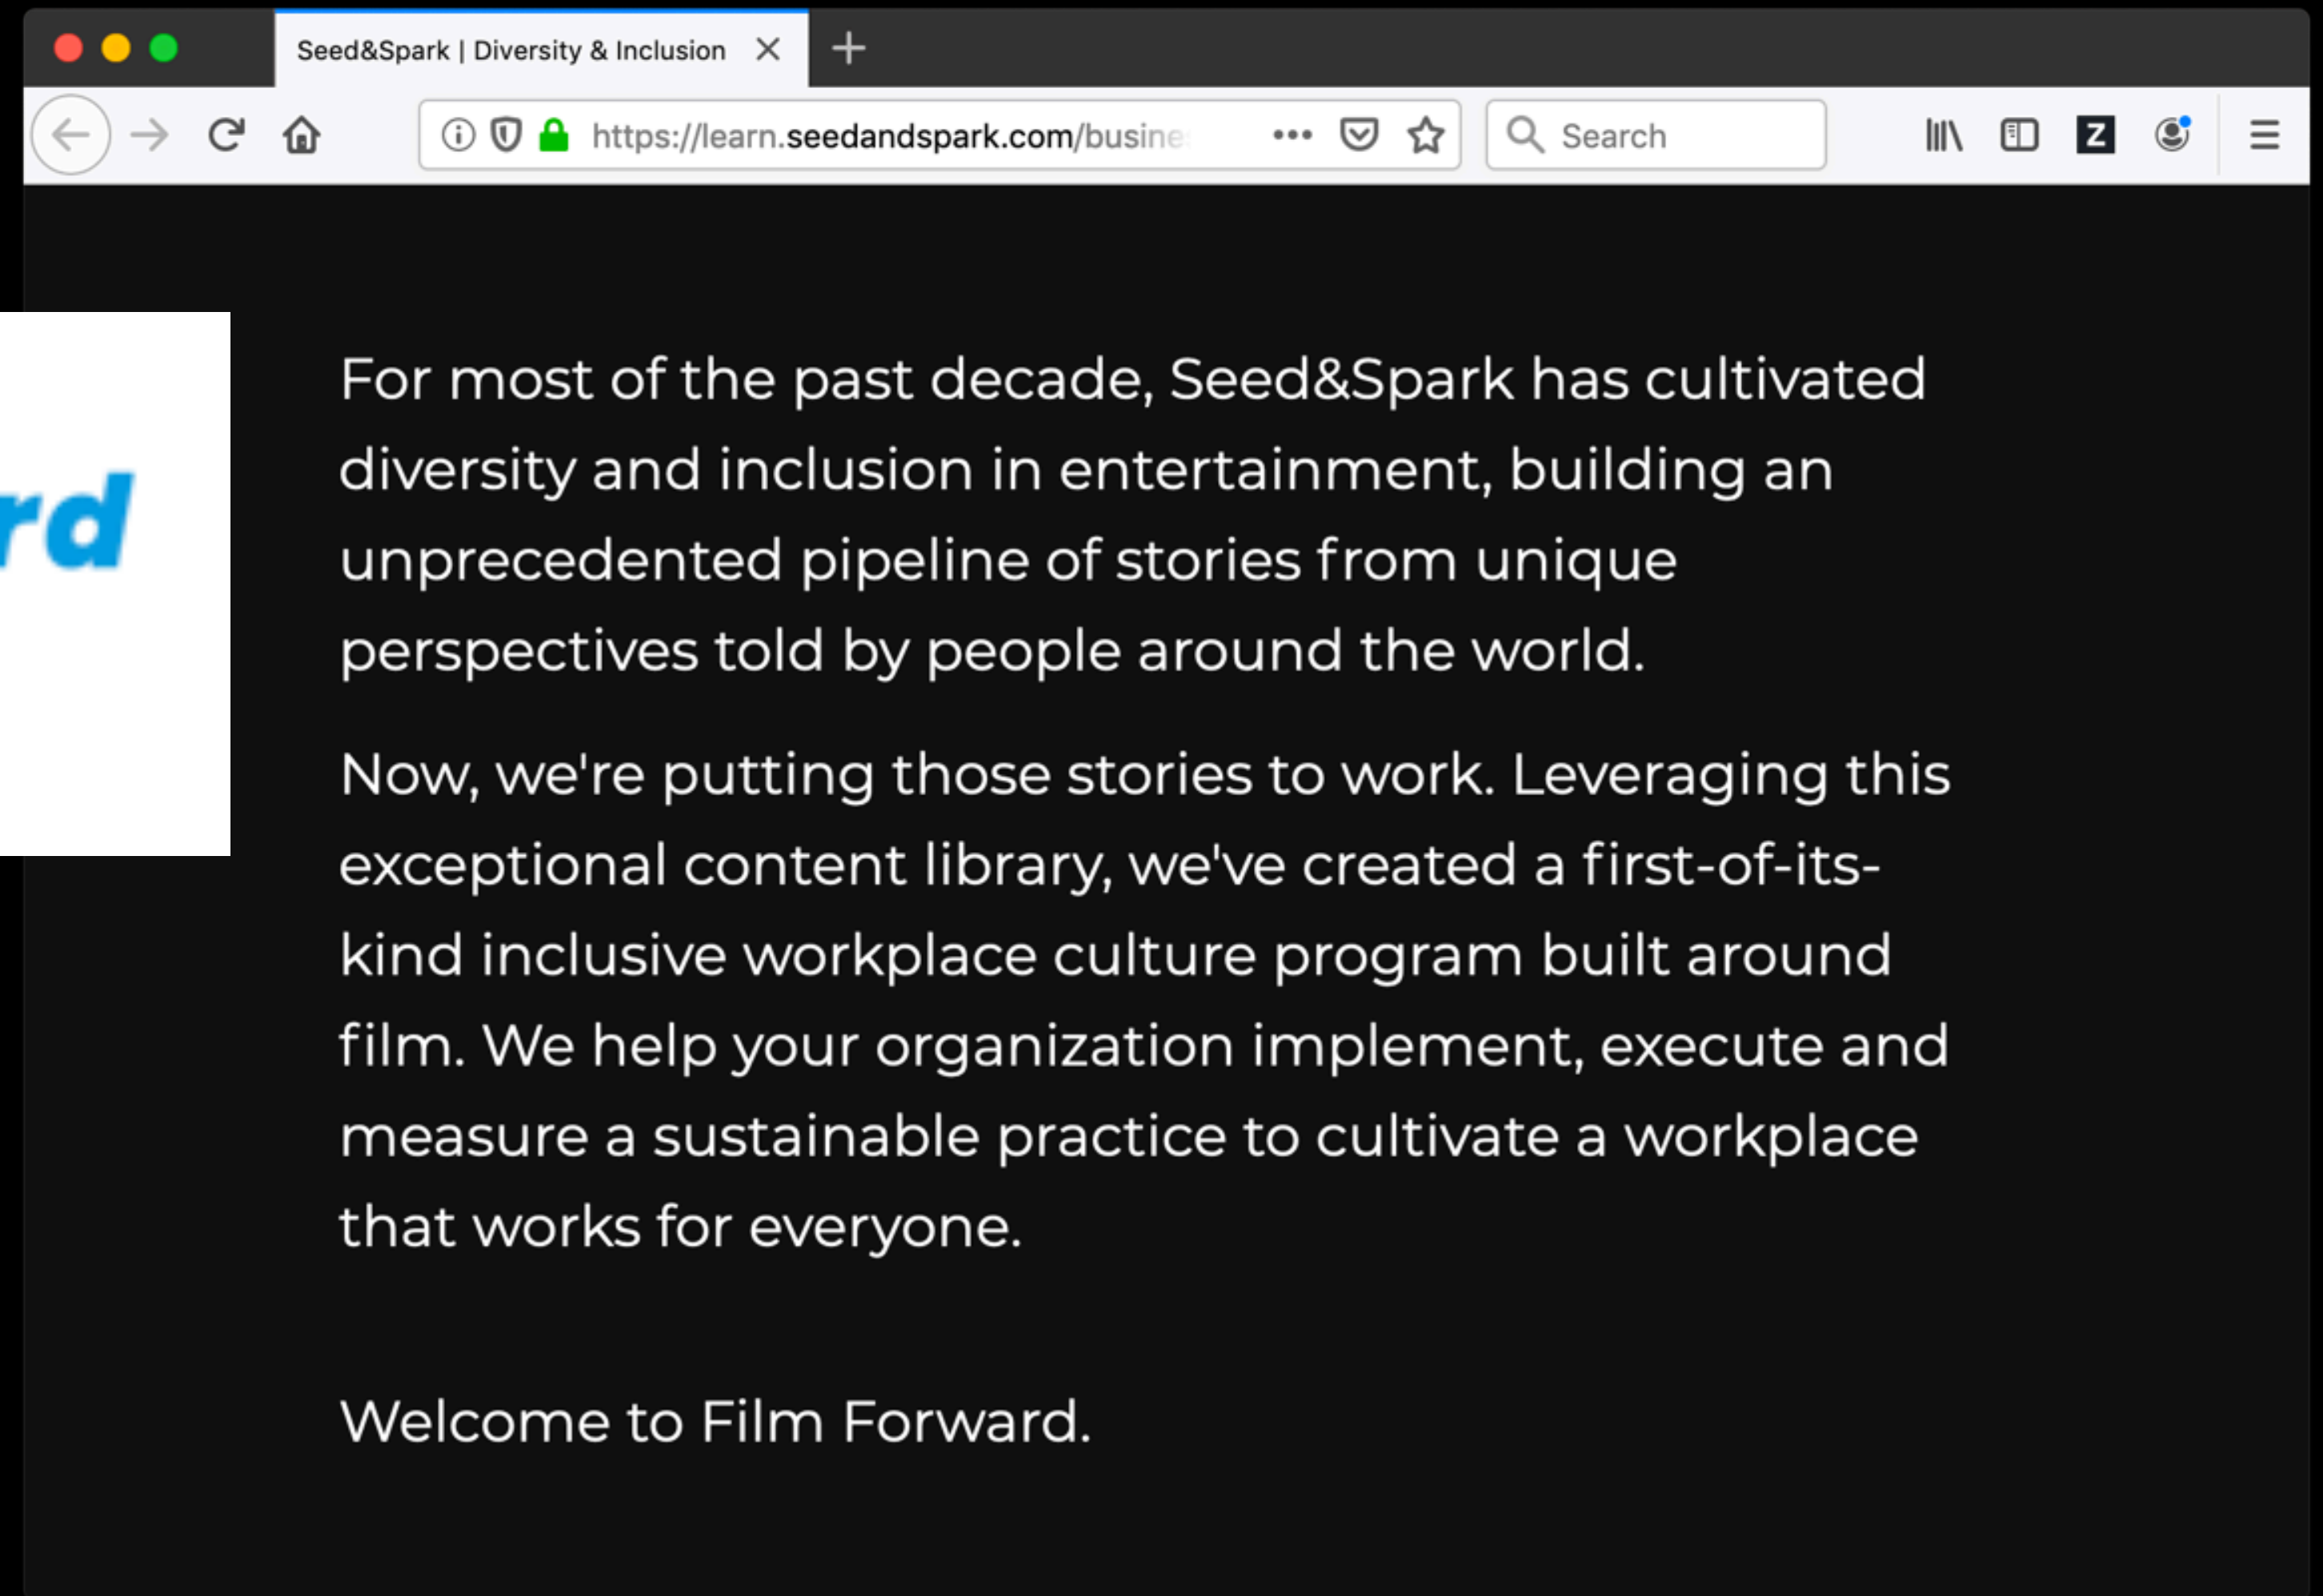 Seed&Spark | Diversity & Inclusion
https://learn.seedandspark.com/busine
Search
Z
rd
For most of the past decade, Seed&Spark has cultivated
diversity and inclusion in entertainment, building an
unprecedented pipeline of stories from unique
perspectives told by people around the world.
Now, we're putting those stories to work. Leveraging this
exceptional content library, we've created a first-of-its-
kind inclusive workplace culture program built around
film. We help your organization implement, execute and
measure a sustainable practice to cultivate a workplace
that works for everyone.
Welcome to Film Forward.